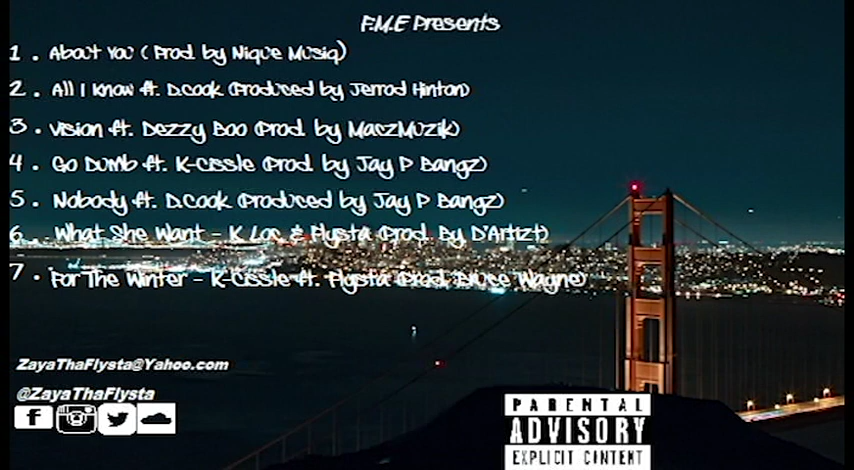 F.M.E Presents
1 . About You ( Prod. by Nique Musiq)
2 . All I Know ft. D.Cook (Produced by Jerrod Hinton)
3 . Vision ft. Dezzy Boo (Prod. by MaczMuzik)
4 . Go Dumb ft. K-Cissle (Prod. by Jay P Bangz)
5 . Nobody ft. D.Cook (Produced by Jay P Bangz)
6 . What She Want - K Loc & Flysta (Prod. By D'Artizt)
7 . For The Winter - K-Cissle ft. Flysta (Prod. Bruce Wayne)
ZayaThaFlysta@Yahoo.com
@ZayaThaFlysta
PARENTAL
ADVISORY
EXPLICIT CONTENT